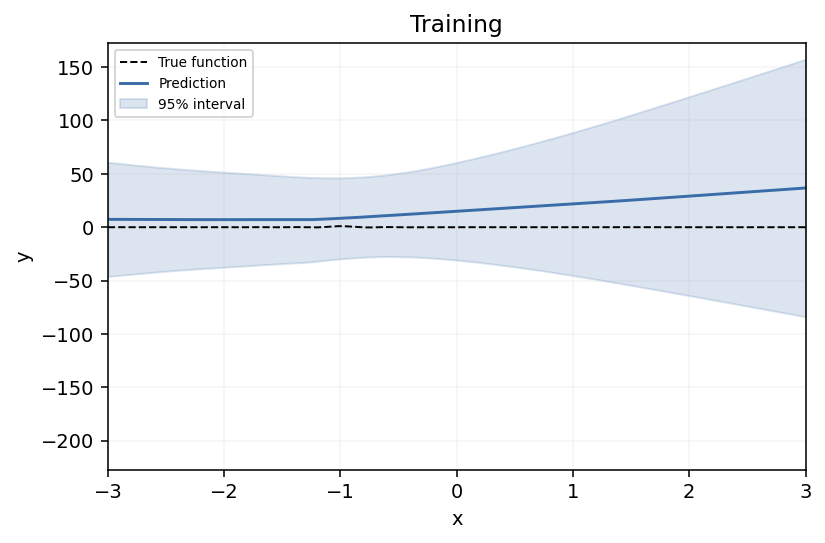 Training
True function
Prediction
95% interval
150
100
50
0
−50
−100
−150
−200
y
−3 −2 −1 0 1 2 3
x